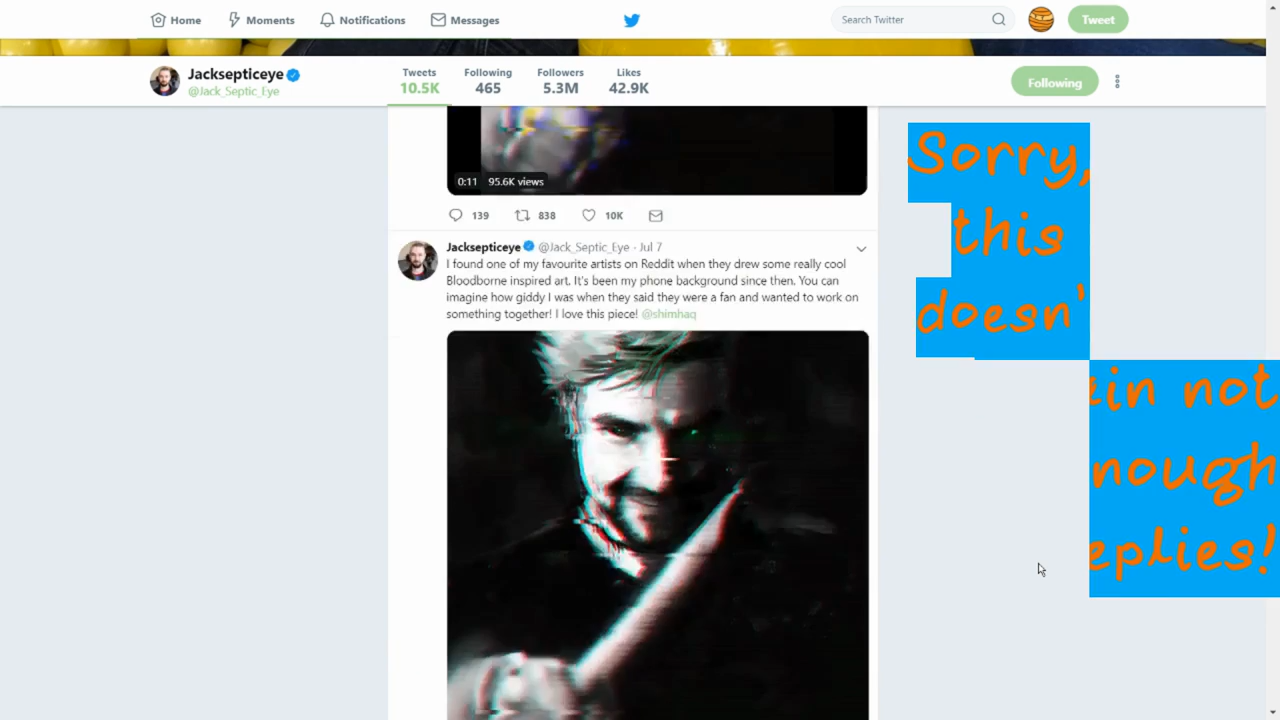 Home Moments Notifications Messages Search Twitter Tweet
Jacksepticeye
@Jack_Septic_Eye
Tweets Following Followers Likes
10.5K 465 5.3M 42.9K
Following
0:11 95.6K views
139 838 10K
Jacksepticeye @Jack_Septic_Eye · Jul 7
I found one of my favourite artists on Reddit when they drew some really cool
Bloodborne inspired art. It's been my phone background since then. You can
imagine how giddy I was when they said they were a fan and wanted to work on
something together! I love this piece! @shimhaq
Sorry,
this
doesn'
in not
nough
eplies!